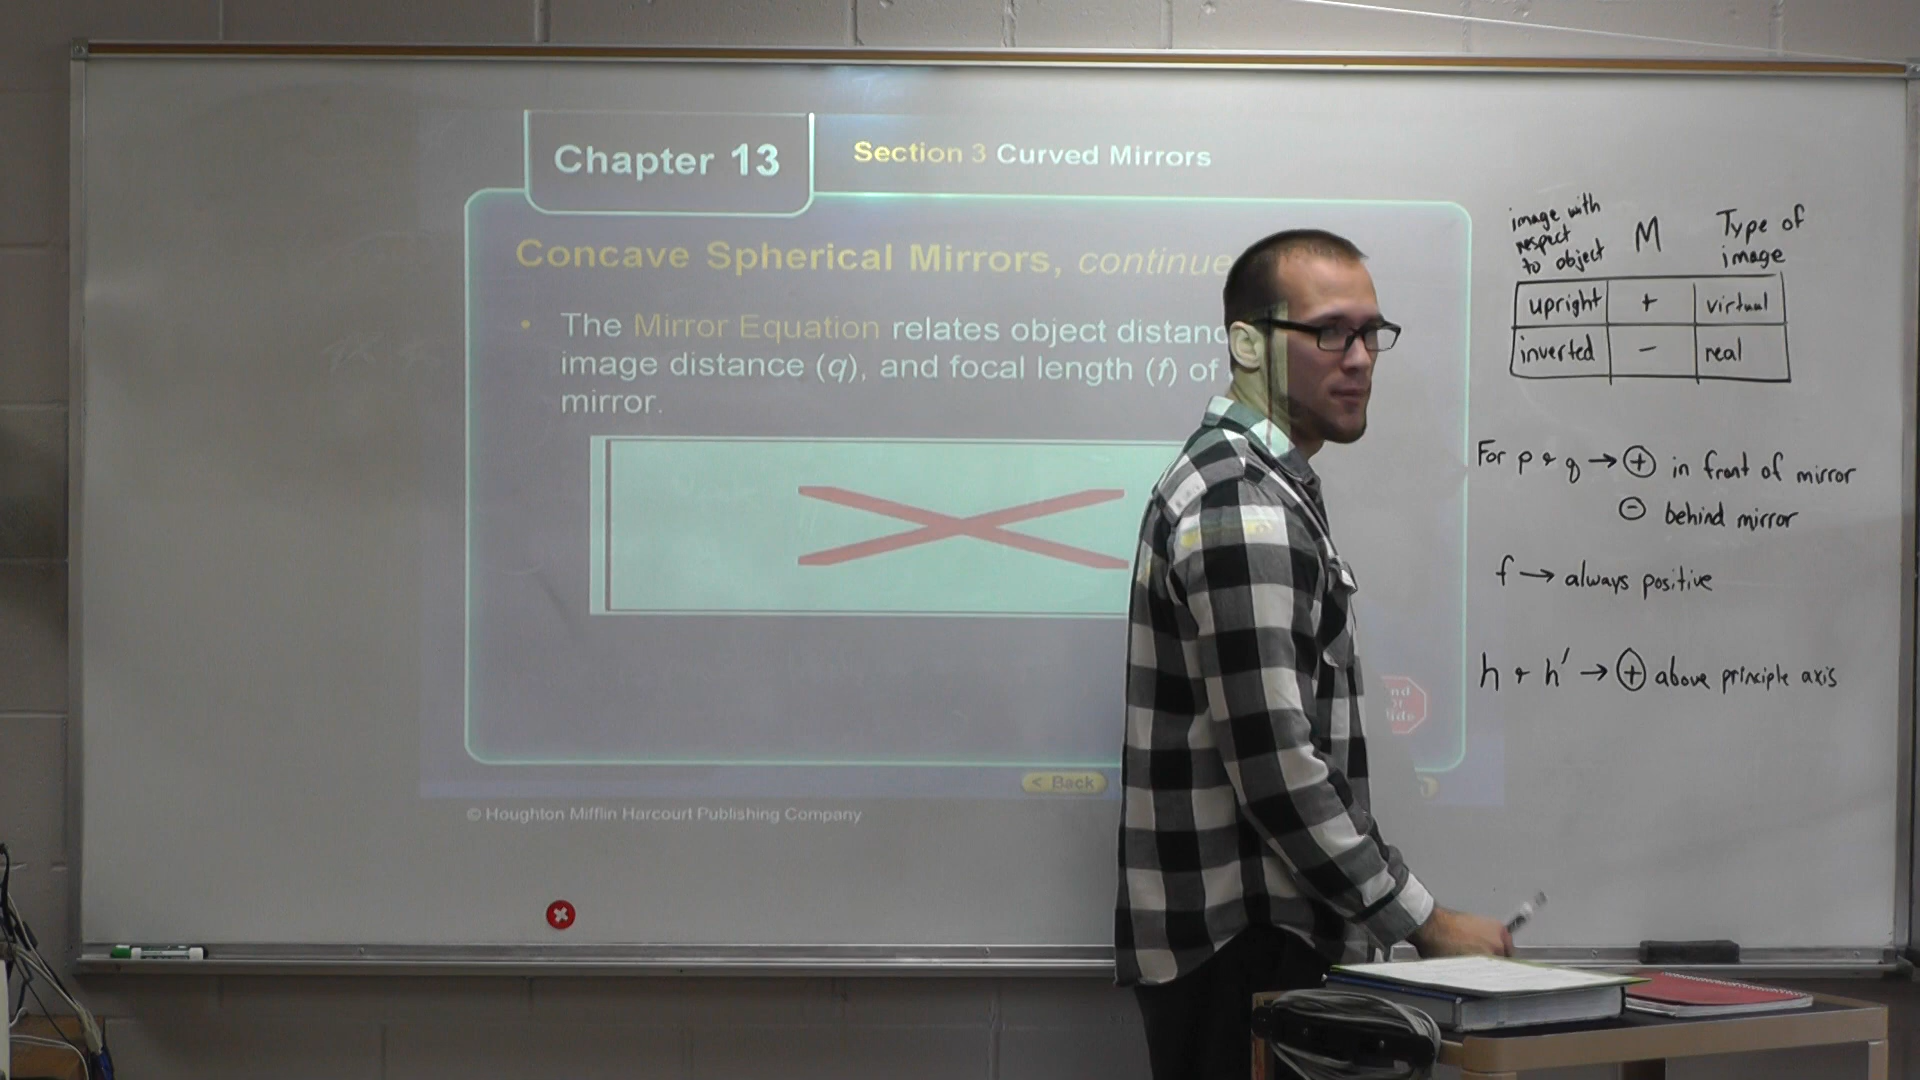 Chapter 13
Section 3 Curved Mirrors
Concave Spherical Mirrors, continue
• The Mirror Equation relates object distanc
image distance (q), and focal length (f) of
mirror.
nd
ide
< Back
© Houghton Mifflin Harcourt Publishing Company
image with
respect
to object
M
Type of
image
upright + virtual
inverted − real
For p & q → ⊕ in front of mirror
⊖ behind mirror
f → always positive
h & h' → ⊕ above principle axis